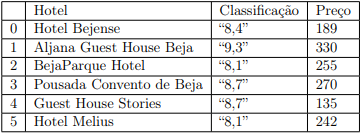 Hotel Classificação Preço
0 Hotel Bejense “8,4” 189
1 Aljana Guest House Beja “9,3” 330
2 BejaParque Hotel “8,1” 255
3 Pousada Convento de Beja “8,7” 270
4 Guest House Stories “8,7” 135
5 Hotel Melius “8,1” 242